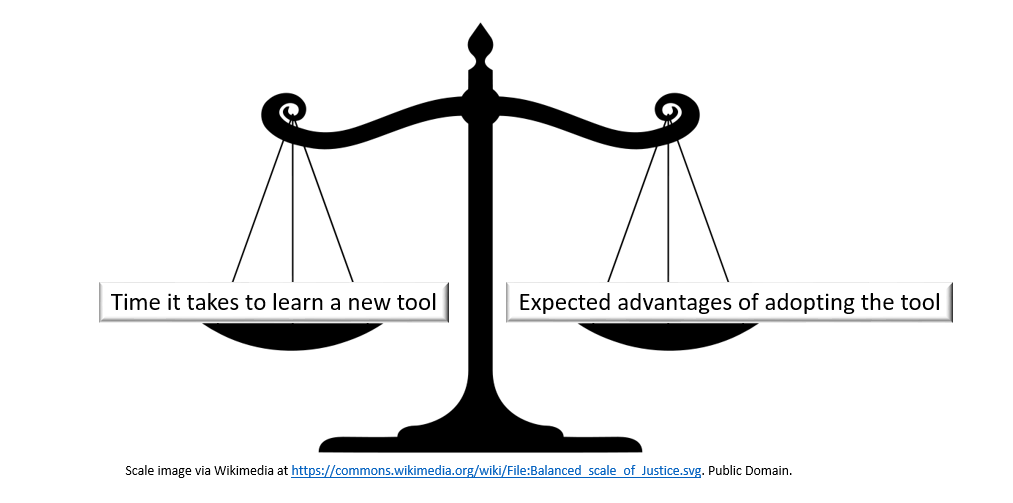 Time it takes to learn a new tool
Expected advantages of adopting the tool
Scale image via Wikimedia at https://commons.wikimedia.org/wiki/File:Balanced_scale_of_Justice.svg. Public Domain.